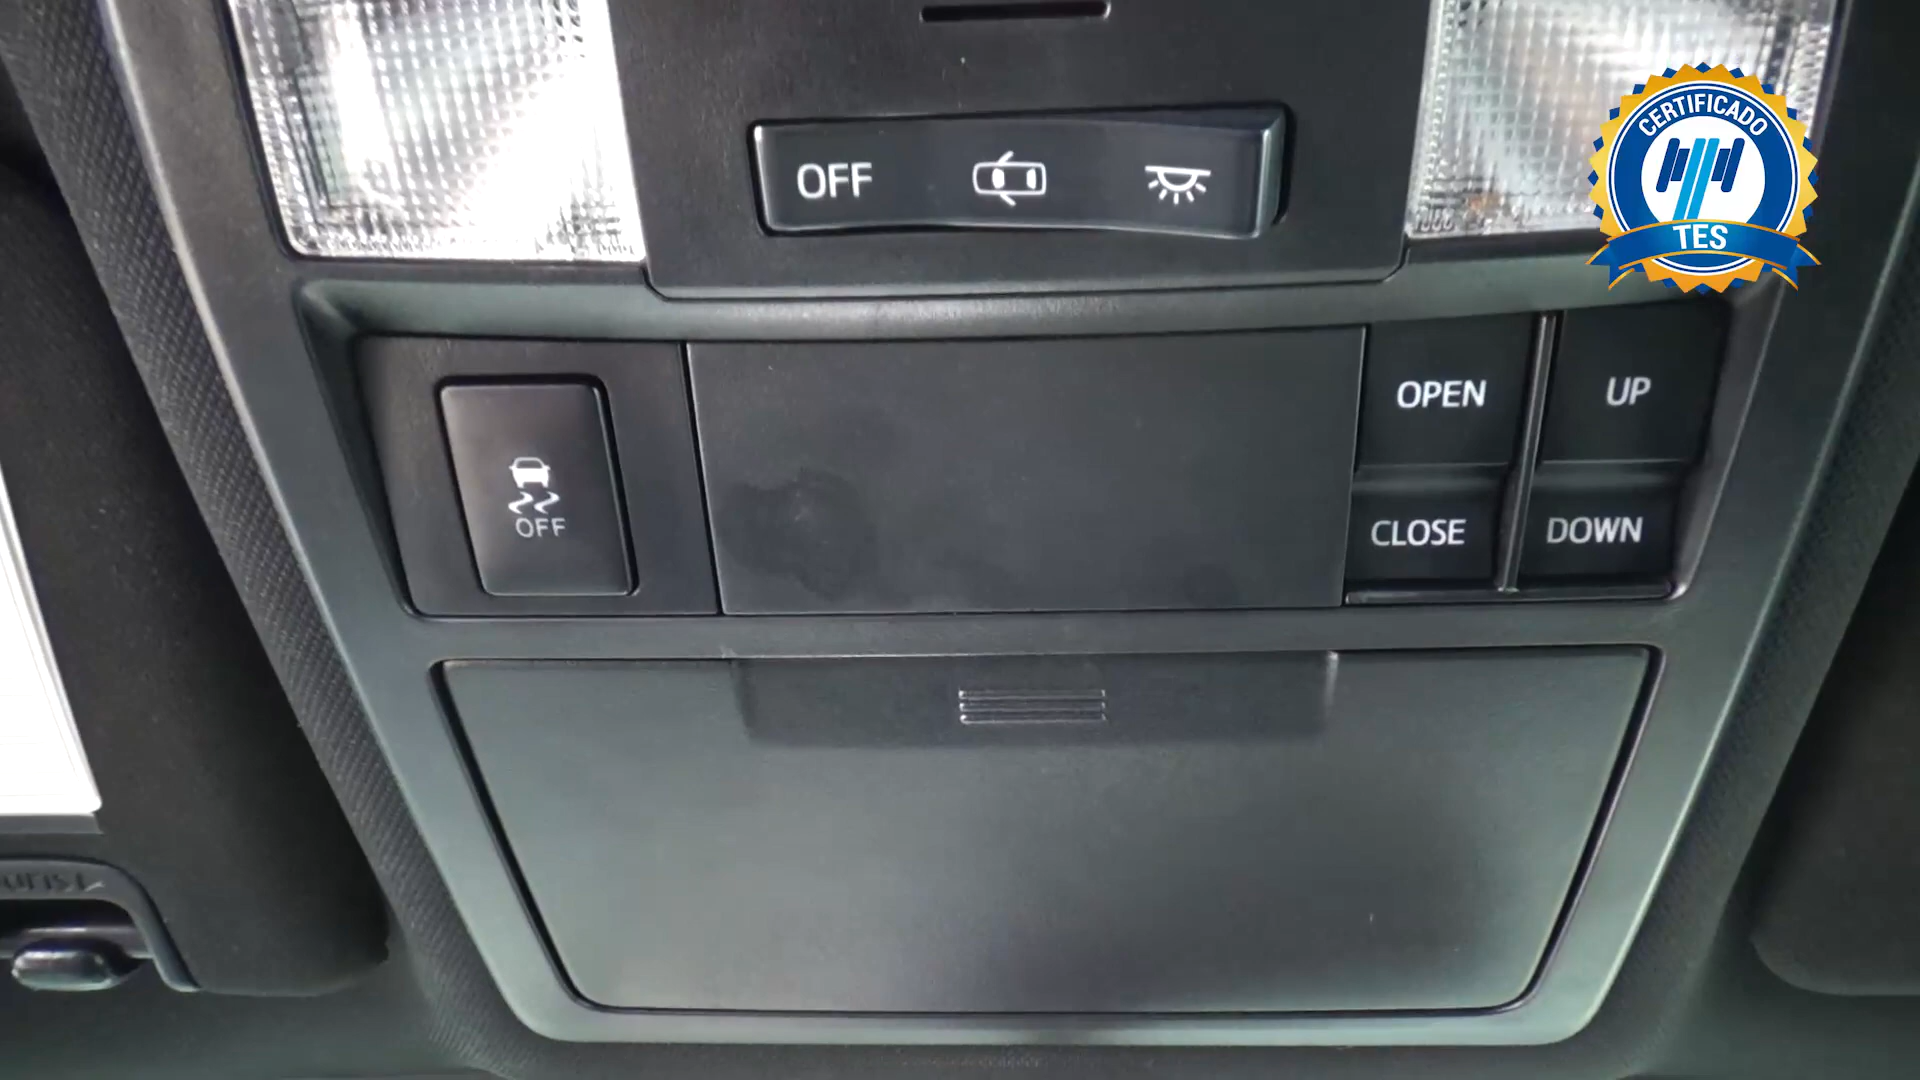 CERTIFICADO
TES
OFF
OPEN
UP
OFF
CLOSE
DOWN